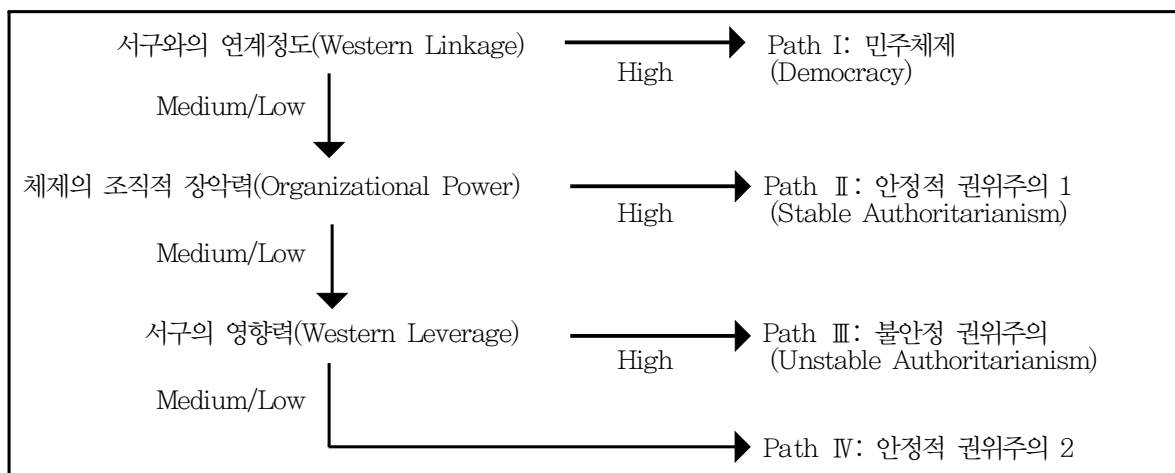 서구와의 연계정도(Western Linkage)
High
Path Ⅰ: 민주체제
(Democracy)
Medium/Low
체제의 조직적 장악력(Organizational Power)
High
Path Ⅱ: 안정적 권위주의 1
(Stable Authoritarianism)
Medium/Low
서구의 영향력(Western Leverage)
High
Path Ⅲ: 불안정 권위주의
(Unstable Authoritarianism)
Medium/Low
Path Ⅳ: 안정적 권위주의 2